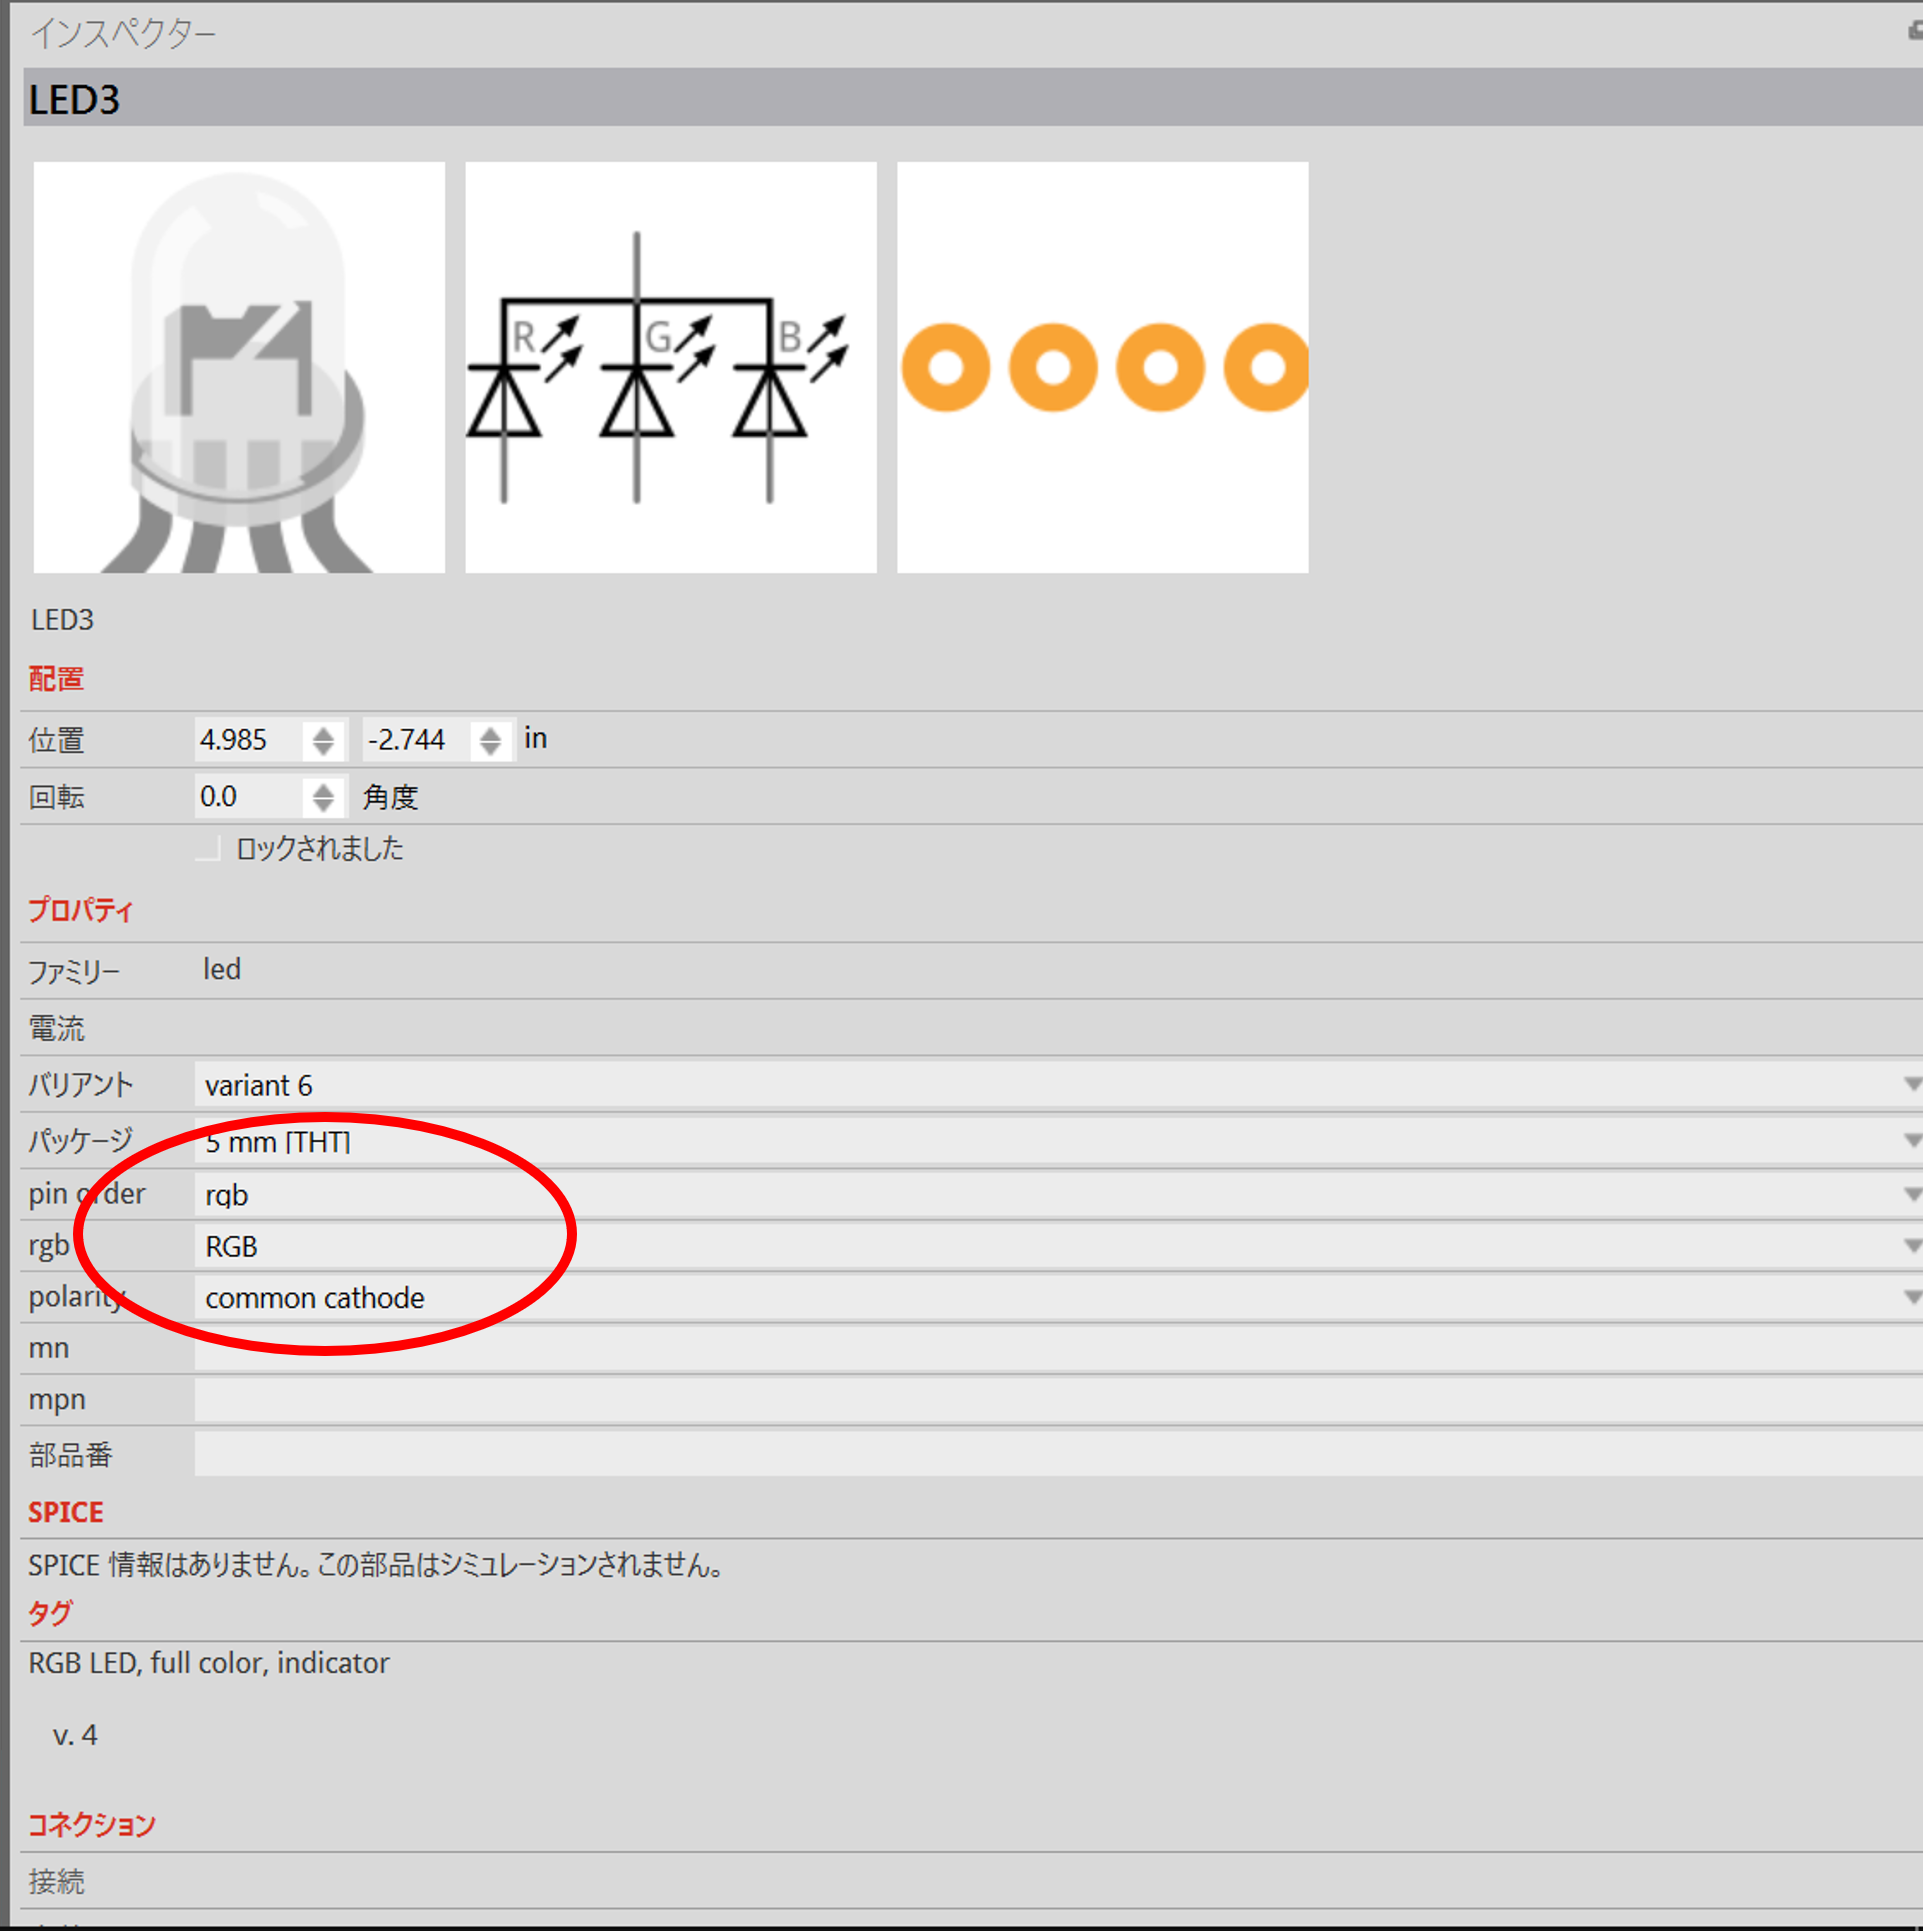 インスペクター
LED3
R G B
LED3
配置
位置 4.985 -2.744 in
回転 0.0 角度
ロックされました
プロパティ
ファミリー led
電流
バリアント variant 6
パッケージ 5 mm [THT]
pin order rgb
rgb RGB
polarity common cathode
mn
mpn
部品番
SPICE
SPICE 情報はありません。この部品はシミュレーションされません。
タグ
RGB LED, full color, indicator
v. 4
コネクション
接続